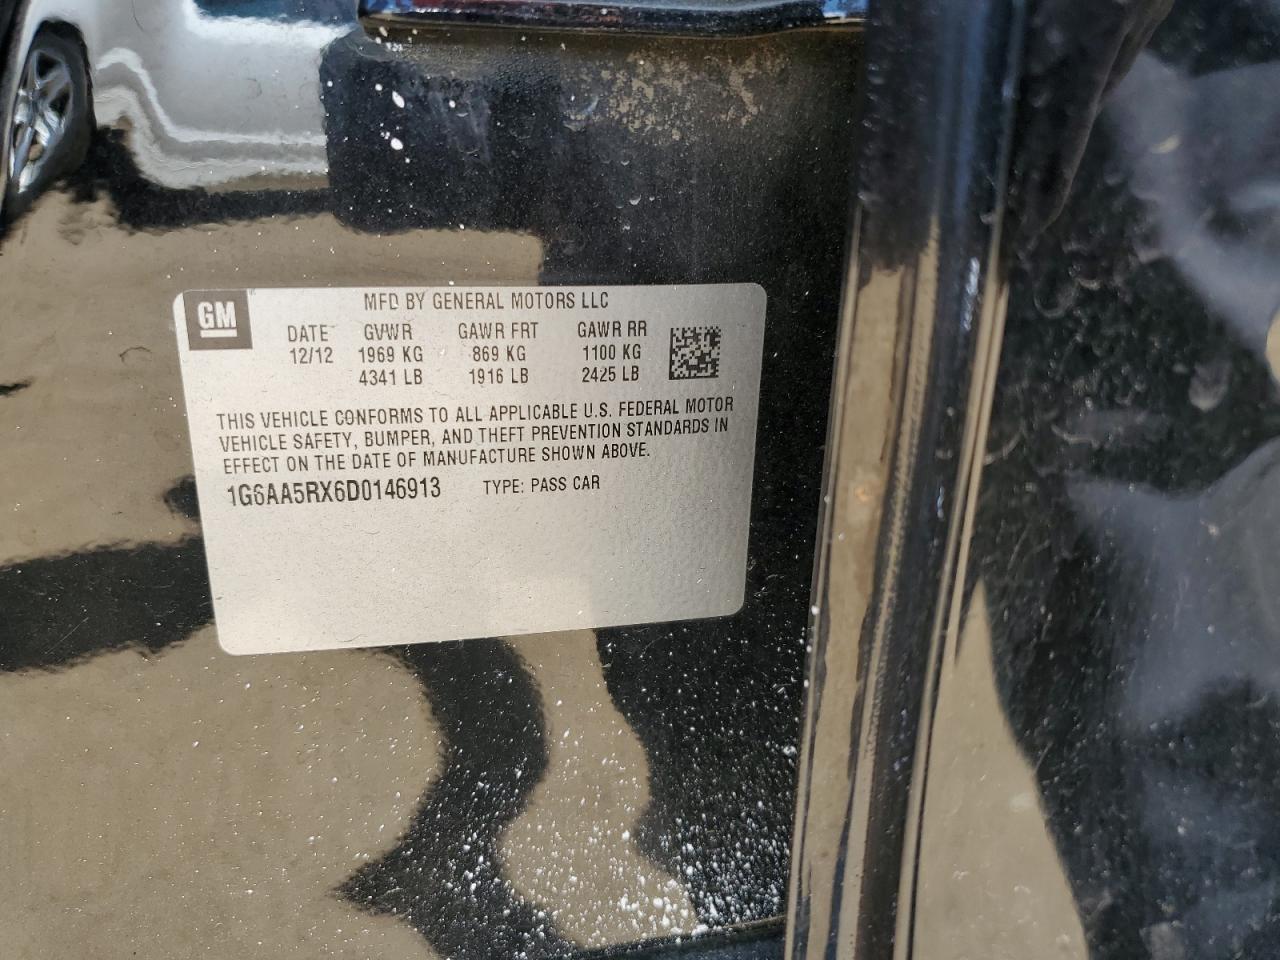 GM
MFD BY GENERAL MOTORS LLC
DATE GVWR GAWR FRT GAWR RR
12/12 1969 KG 869 KG 1100 KG
4341 LB 1916 LB 2425 LB
THIS VEHICLE CONFORMS TO ALL APPLICABLE U.S. FEDERAL MOTOR
VEHICLE SAFETY, BUMPER, AND THEFT PREVENTION STANDARDS IN
EFFECT ON THE DATE OF MANUFACTURE SHOWN ABOVE.
1G6AA5RX6D0146913 TYPE: PASS CAR